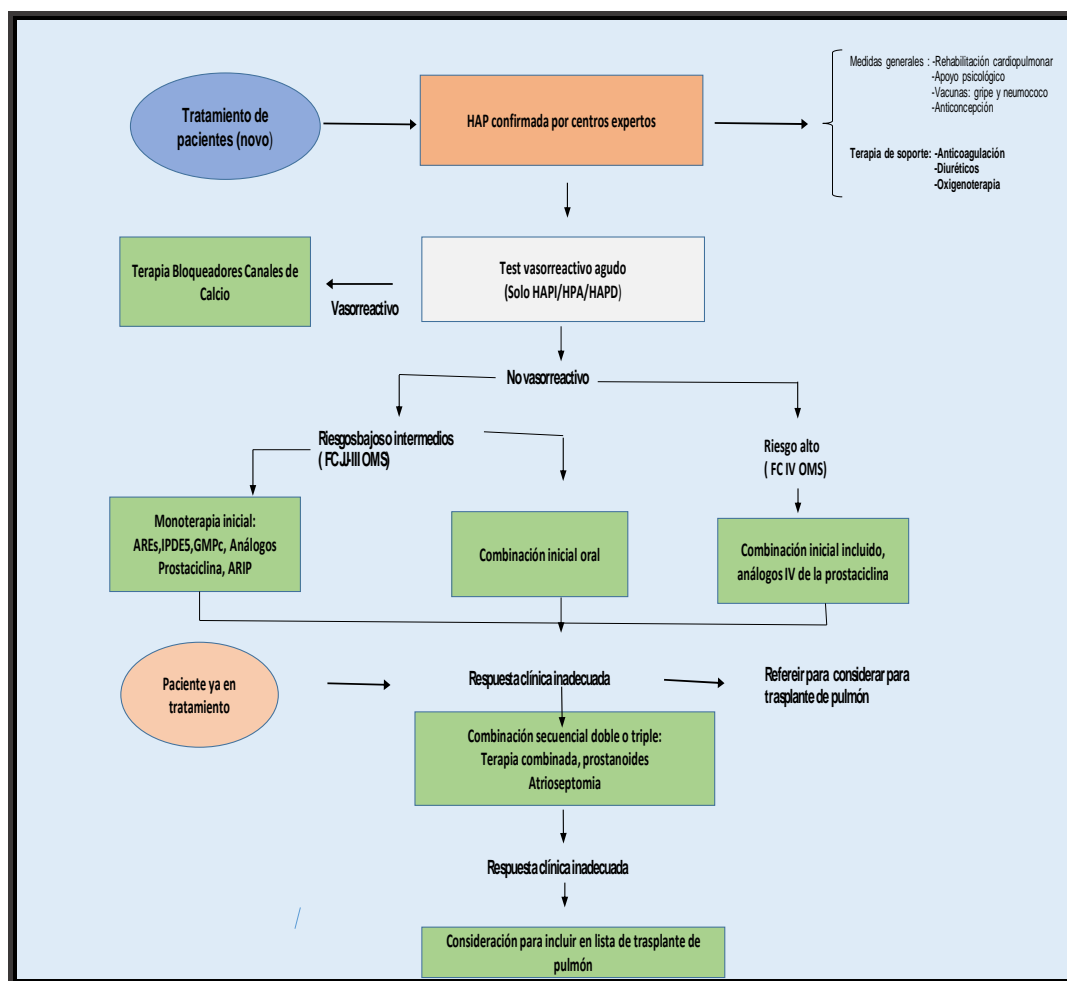 Medidas generales : -Rehabilitación cardiopulmonar
-Apoyo psicológico
-Vacunas: gripe y neumococo
-Anticoncepción
Tratamiento de
pacientes (novo)
HAP confirmada por centros expertos
Terapia de soporte: -Anticoagulación
-Diuréticos
-Oxigenoterapía
Terapia Bloqueadores Canales de
Calcio
Vasorreactivo
Test vasorreactivo agudo
(Solo HAPI/HPA/HAPD)
No vasorreactivo
Riesgos bajos o intermedios
( FC JJ-III OMS)
Riesgo alto
( FC IV OMS)
Monoterapia inicial:
AREs,IPDE5,GMPc, Análogos
Prostaciclina, ARIP
Combinación inicial oral
Combinación inicial incluido,
análogos IV de la prostaciclina
Paciente ya en
tratamiento
Respuesta clínica inadecuada
Refereir para considerar para
trasplante de pulmón
Combinación secuencial doble o triple:
Terapia combinada, prostanoides
Atrioseptomia
Respuesta clínica inadecuada
Consideración para incluir en lista de trasplante de
pulmón